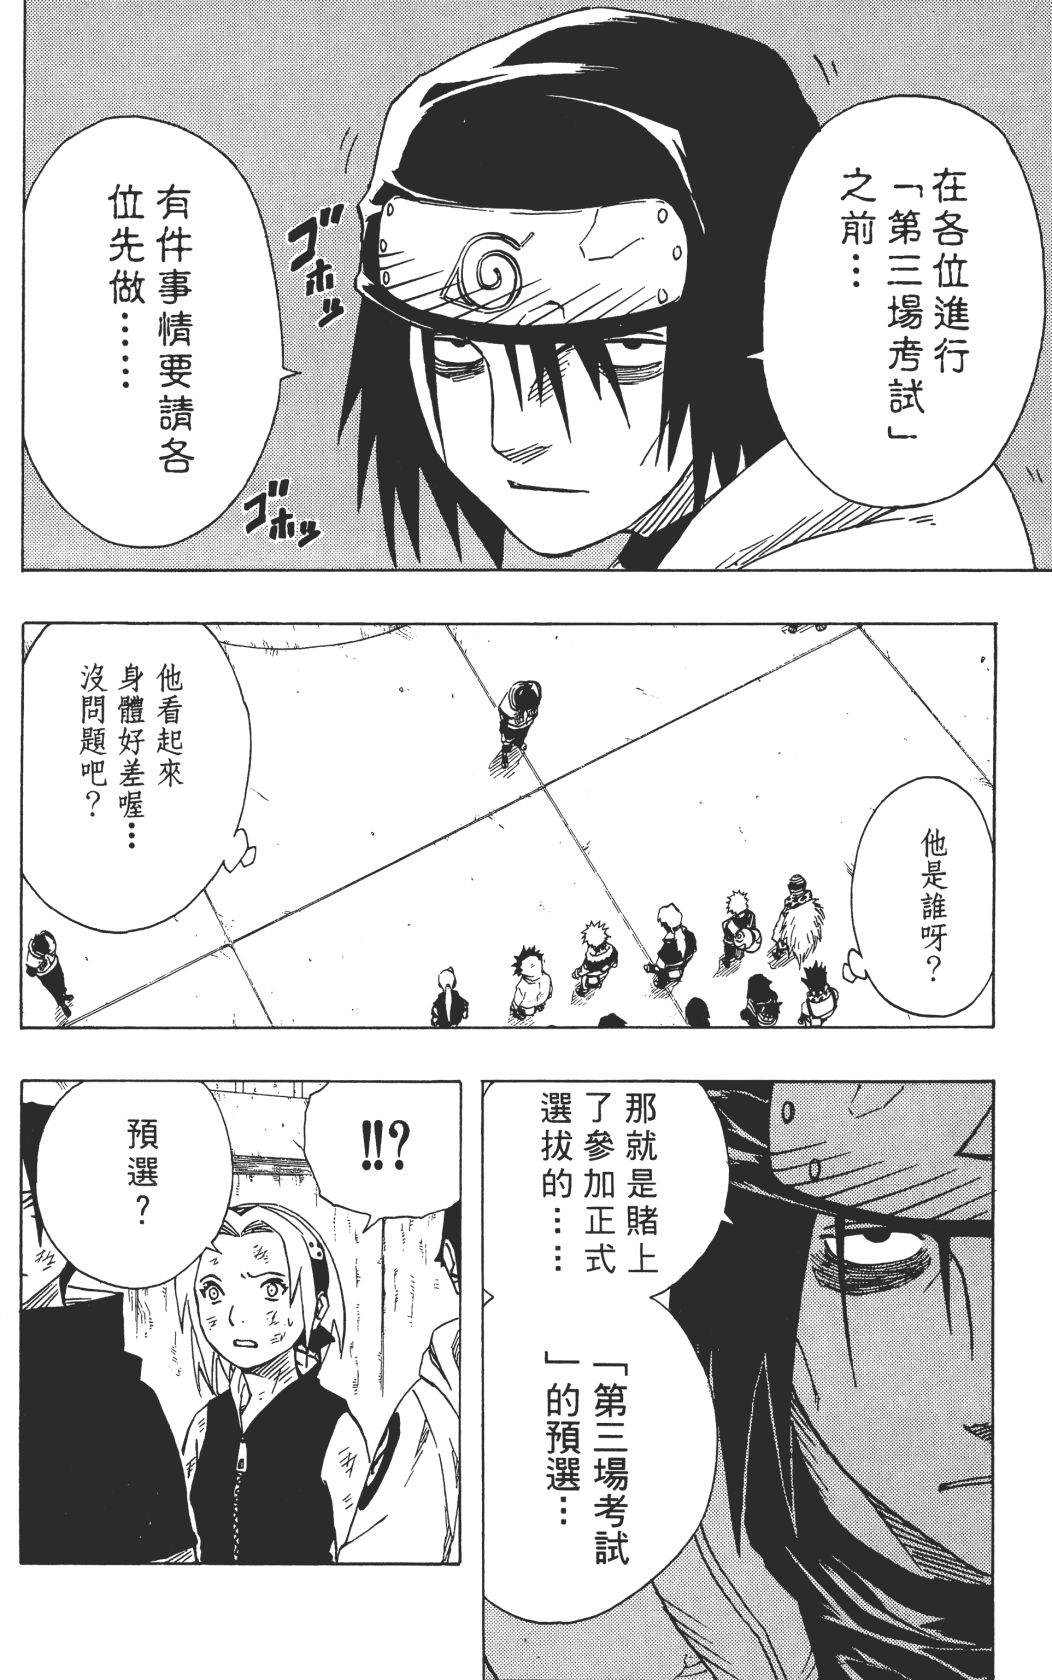 在各位進行
「第三場考試」
之前…
有件事情要請各
位先做……
ゴホッ
ゴホッ
他是誰呀？
他看起來
身體好差喔…
沒問題吧？
那就是賭上
了參加正式
選拔的……
「第三場考試
」的預選…
!!?
預選？